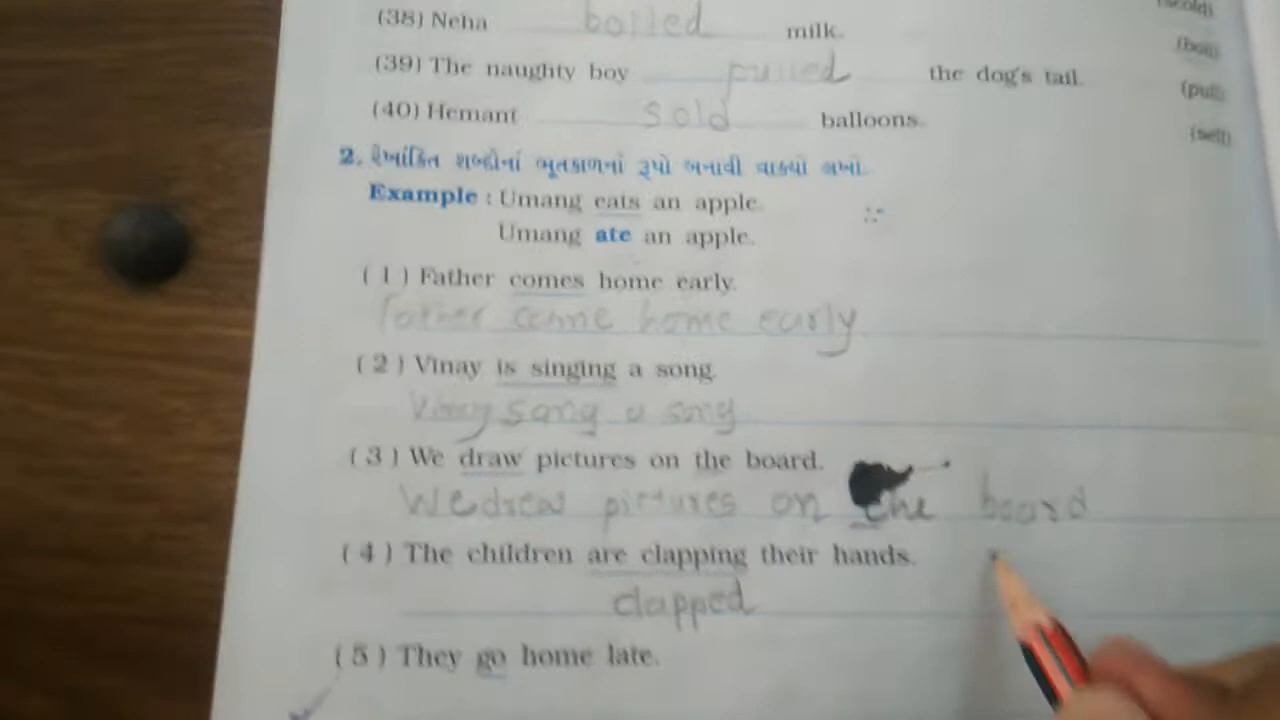 (38) Neha boiled milk.
(boil)
(39) The naughty boy pulled the dog's tail.
(pull)
(40) Hemant sold balloons.
(sell)
2. રેખાંકિત શબ્દોનાં ભૂતકાળનાં રૂપો બનાવી વાક્યો લખો.
Example : Umang eats an apple.
Umang ate an apple.
( 1 ) Father comes home early.
Father came home early
( 2 ) Vinay is singing a song.
Vinay sang a song
( 3 ) We draw pictures on the board.
We drew pictures on the board
( 4 ) The children are clapping their hands.
clapped
( 5 ) They go home late.